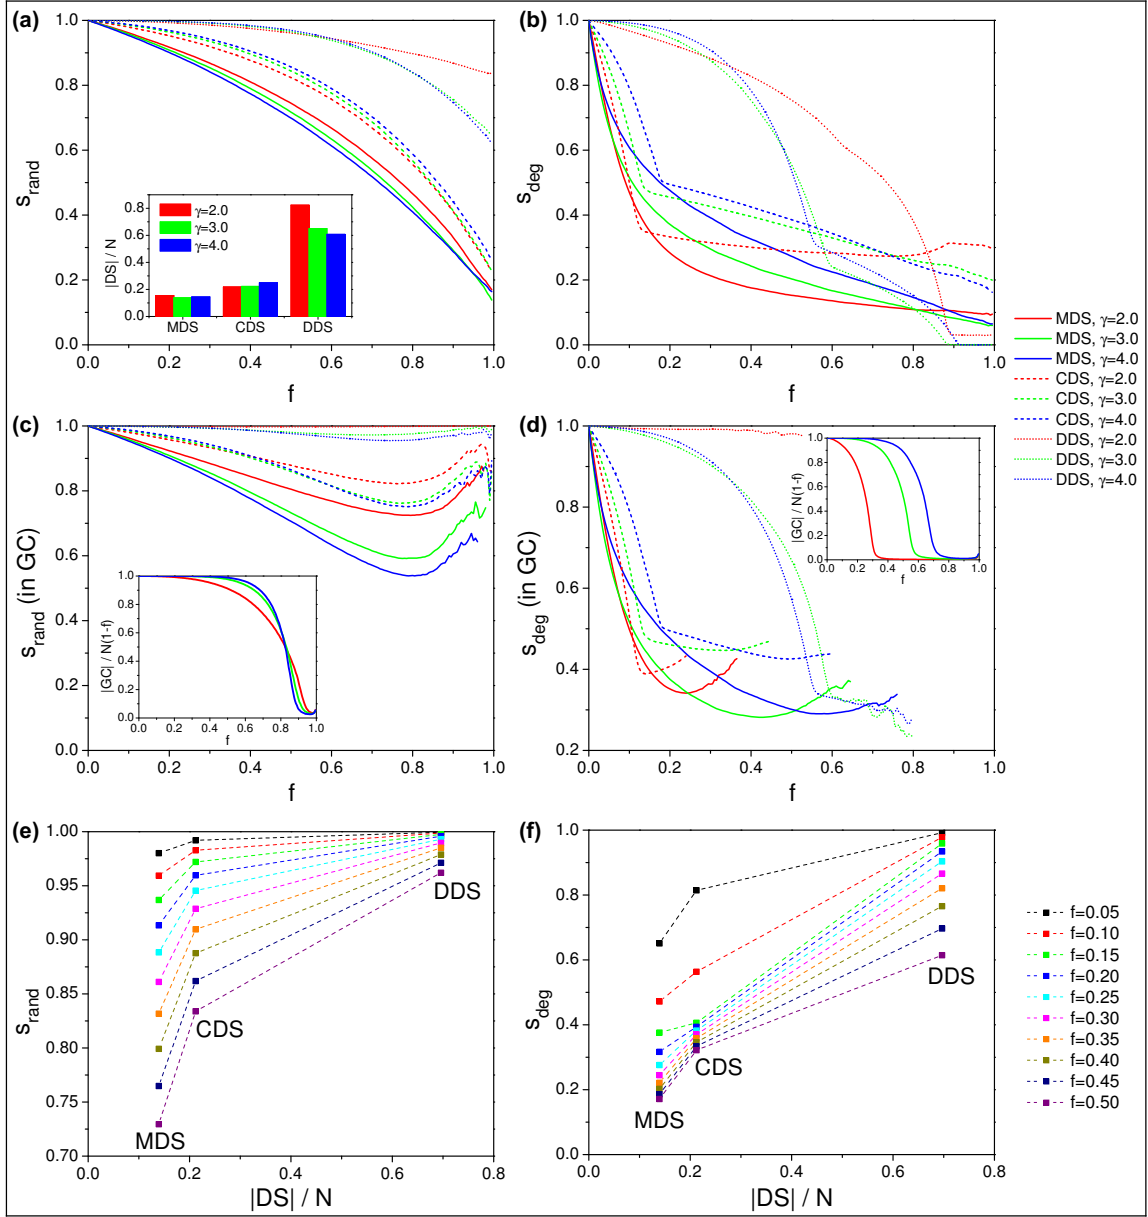 (a)
1.0
0.8
0.6
0.4
0.2
0.0
s_rand
0.0 0.2 0.4 0.6 0.8 1.0
f
0.8
0.6
0.4
0.2
0.0
|DS| / N
γ=2.0
γ=3.0
γ=4.0
MDS CDS DDS
(b)
1.0
0.8
0.6
0.4
0.2
0.0
s_deg
0.0 0.2 0.4 0.6 0.8 1.0
f
MDS, γ=2.0
MDS, γ=3.0
MDS, γ=4.0
CDS, γ=2.0
CDS, γ=3.0
CDS, γ=4.0
DDS, γ=2.0
DDS, γ=3.0
DDS, γ=4.0
(c)
1.0
0.8
0.6
0.4
0.2
0.0
s_rand (in GC)
0.0 0.2 0.4 0.6 0.8 1.0
f
1.0
0.8
0.6
0.4
0.2
0.0
|GC| / N(1-f)
0.0 0.2 0.4 0.6 0.8 1.0
f
(d)
1.0
0.8
0.6
0.4
0.2
s_deg (in GC)
0.0 0.2 0.4 0.6 0.8 1.0
f
1.0
0.8
0.6
0.4
0.2
0.0
|GC| / N(1-f)
0.0 0.2 0.4 0.6 0.8 1.0
f
(e)
1.00
0.95
0.90
0.85
0.80
0.75
0.70
s_rand
DDS
CDS
MDS
0.0 0.2 0.4 0.6 0.8
|DS| / N
(f)
1.0
0.8
0.6
0.4
0.2
0.0
s_deg
DDS
CDS
MDS
0.0 0.2 0.4 0.6 0.8
|DS| / N
f=0.05
f=0.10
f=0.15
f=0.20
f=0.25
f=0.30
f=0.35
f=0.40
f=0.45
f=0.50